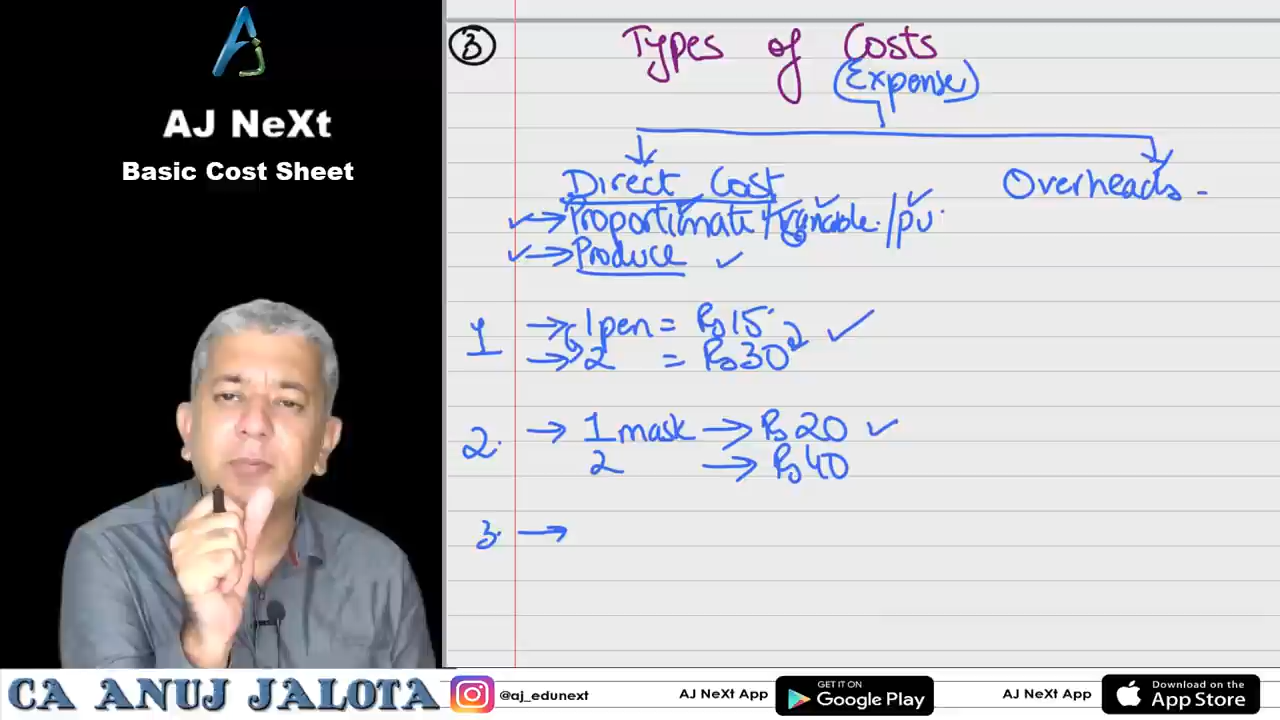 AJ NeXt
Basic Cost Sheet
3 Types of Costs
(Expense)
Direct Cost
Overheads
→ Proportimate / Variable / pu
→ Produce
1 → 1 pen = Rs 15
→ 2 = Rs 30
2. → 1 mask → Rs 20
2 → Rs 40
3. →
CA ANUJ JALOTA
@aj_edunext
AJ NeXt App
GET IT ON
Google Play
AJ NeXt App
Download on the
App Store